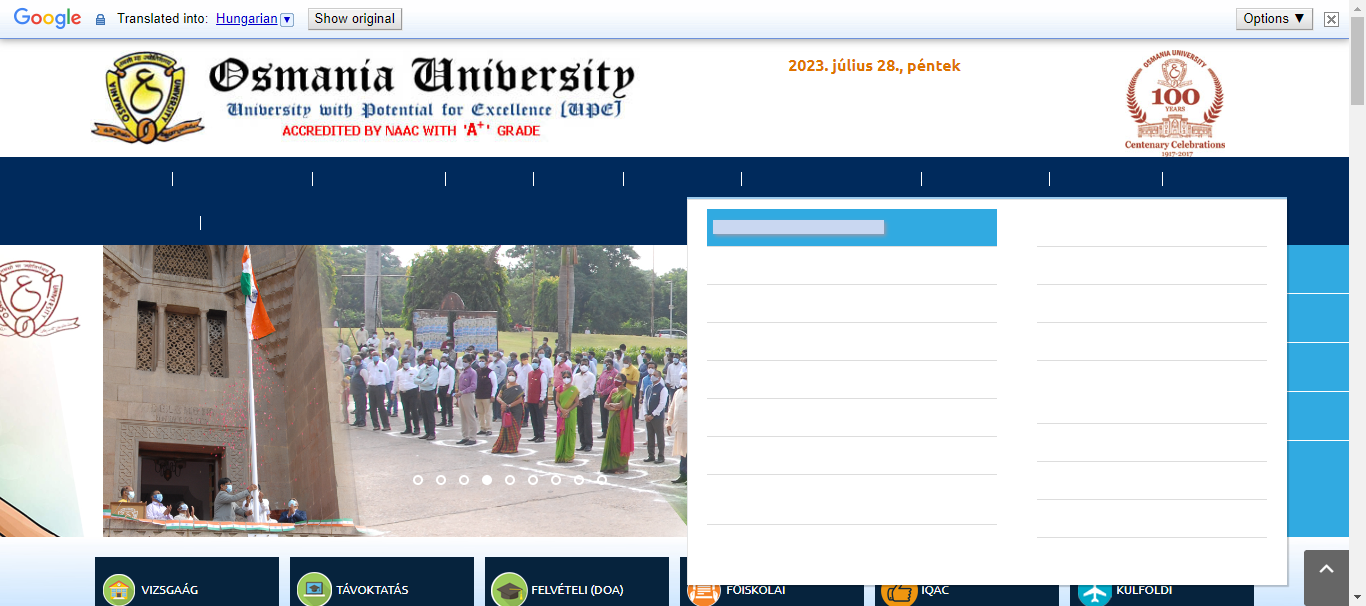 Google Translated into: Hungarian Show original Options ▼
Osmania University
University with Potential for Excellence [UPE]
ACCREDITED BY NAAC WITH 'A+' GRADE
2023. július 28., péntek
OSMANIA UNIVERSITY
100
YEARS
Centenary Celebrations
1917-2017
VIZSGAÁG
TÁVOKTATÁS
FELVÉTELI (DOA)
FŐISKOLAI
IQAC
KÜLFÖLDI